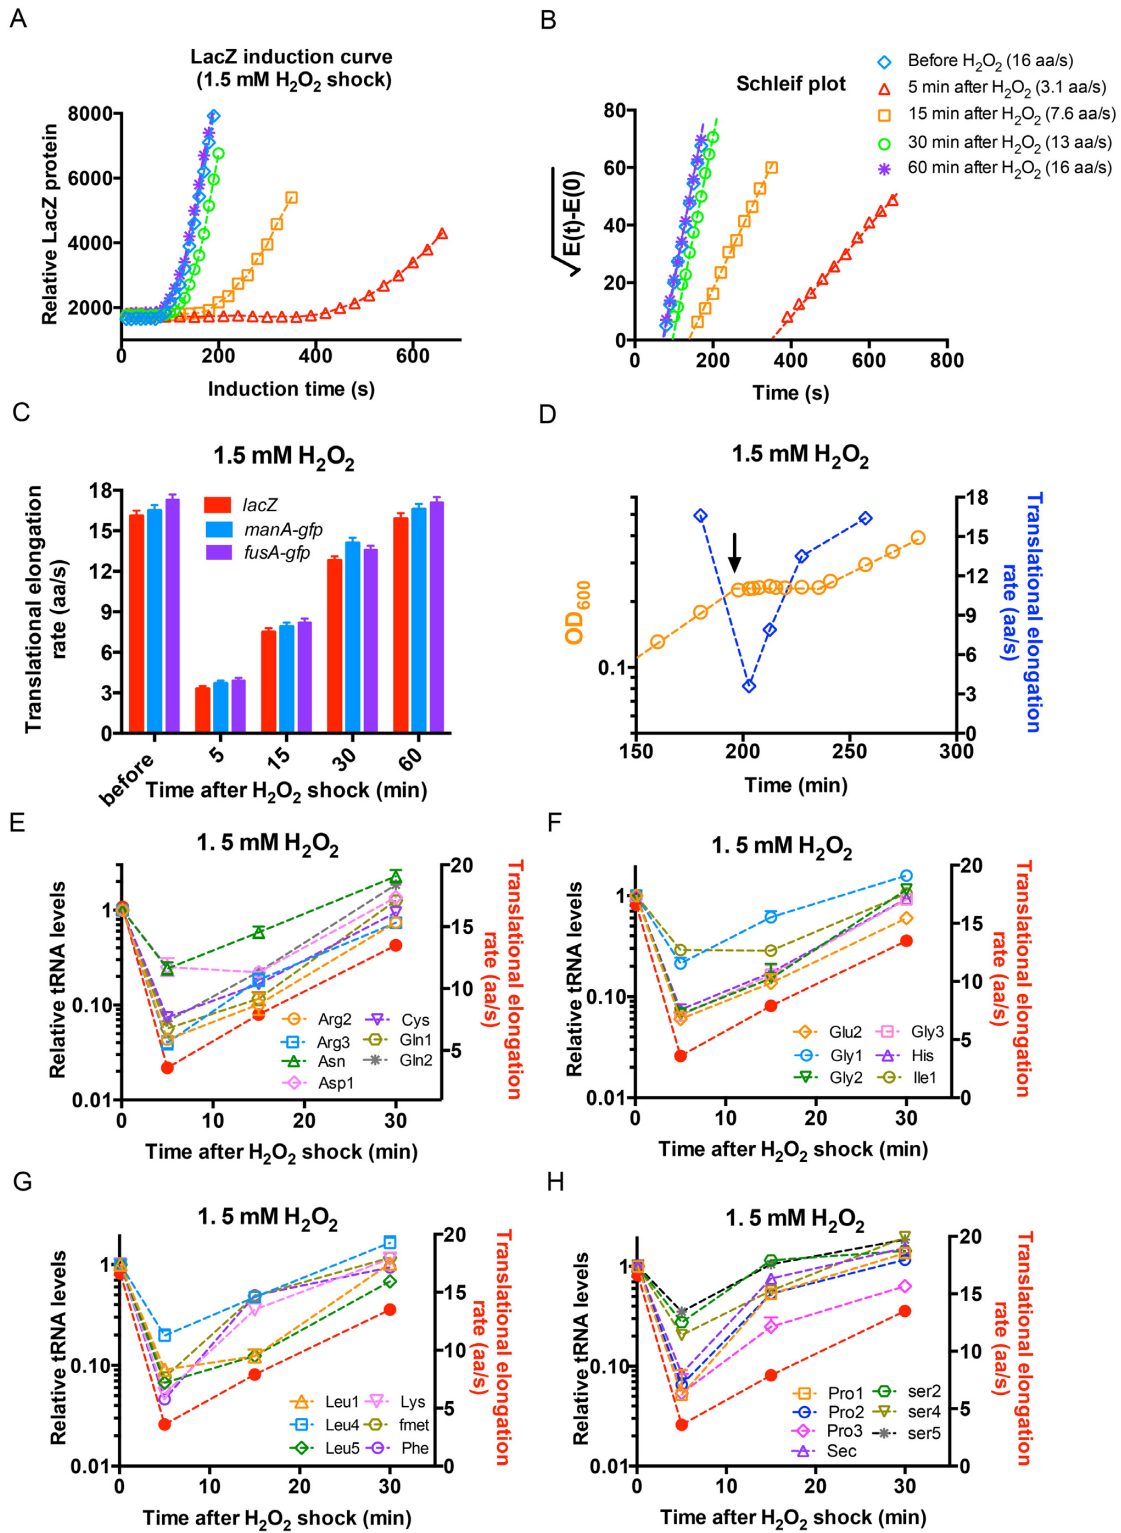 A
LacZ induction curve
(1.5 mM H₂O₂ shock)
Relative LacZ protein
8000
6000
4000
2000
0
200
400
600
Induction time (s)
B
Schleif plot
Before H₂O₂ (16 aa/s)
5 min after H₂O₂ (3.1 aa/s)
15 min after H₂O₂ (7.6 aa/s)
30 min after H₂O₂ (13 aa/s)
60 min after H₂O₂ (16 aa/s)
√E(t)-E(0)
80
60
40
20
0
0
200
400
600
800
Time (s)
C
1.5 mM H₂O₂
Translational elongation
rate (aa/s)
18
15
12
9
6
3
0
lacZ
manA-gfp
fusA-gfp
before
5
15
30
60
Time after H₂O₂ shock (min)
D
1.5 mM H₂O₂
OD₆₀₀
0.1
18
15
12
9
6
3
0
Translational elongation
rate (aa/s)
150
200
250
300
Time (min)
E
1. 5 mM H₂O₂
Relative tRNA levels
1
0.10
0.01
20
15
10
5
Translational elongation
rate (aa/s)
Arg2
Arg3
Asn
Asp1
Cys
Gln1
Gln2
0
10
20
30
Time after H₂O₂ shock (min)
F
1. 5 mM H₂O₂
Relative tRNA levels
1
0.10
0.01
20
15
10
5
0
Translational elongation
rate (aa/s)
Glu2
Gly1
Gly2
Gly3
His
Ile1
0
10
20
30
Time after H₂O₂ shock (min)
G
1. 5 mM H₂O₂
Relative tRNA levels
1
0.10
0.01
20
15
10
5
0
Translational elongation
rate (aa/s)
Leu1
Leu4
Leu5
Lys
fmet
Phe
0
10
20
30
Time after H₂O₂ shock (min)
H
1. 5 mM H₂O₂
Relative tRNA levels
1
0.10
0.01
20
15
10
5
0
Translational elongation
rate (aa/s)
Pro1
Pro2
Pro3
Sec
ser2
ser4
ser5
0
10
20
30
Time after H₂O₂ shock (min)